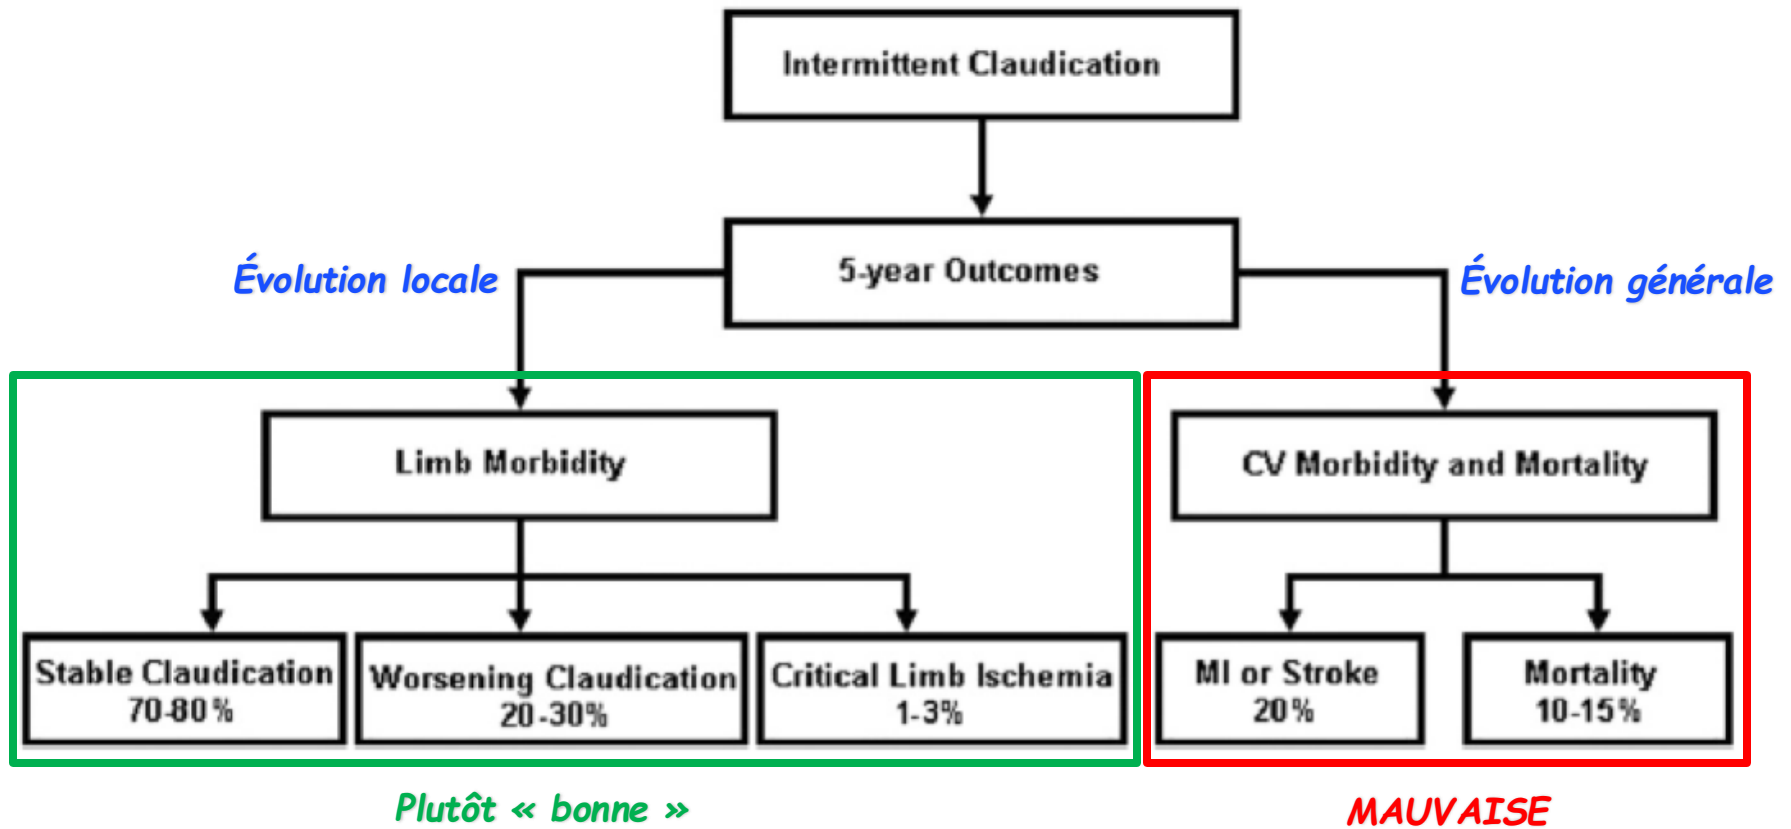 Intermittent Claudication
5-year Outcomes
Évolution locale
Évolution générale
Limb Morbidity
CV Morbidity and Mortality
Stable Claudication
70-80%
Worsening Claudication
20-30%
Critical Limb Ischemia
1-3%
MI or Stroke
20%
Mortality
10-15%
Plutôt « bonne »
MAUVAISE